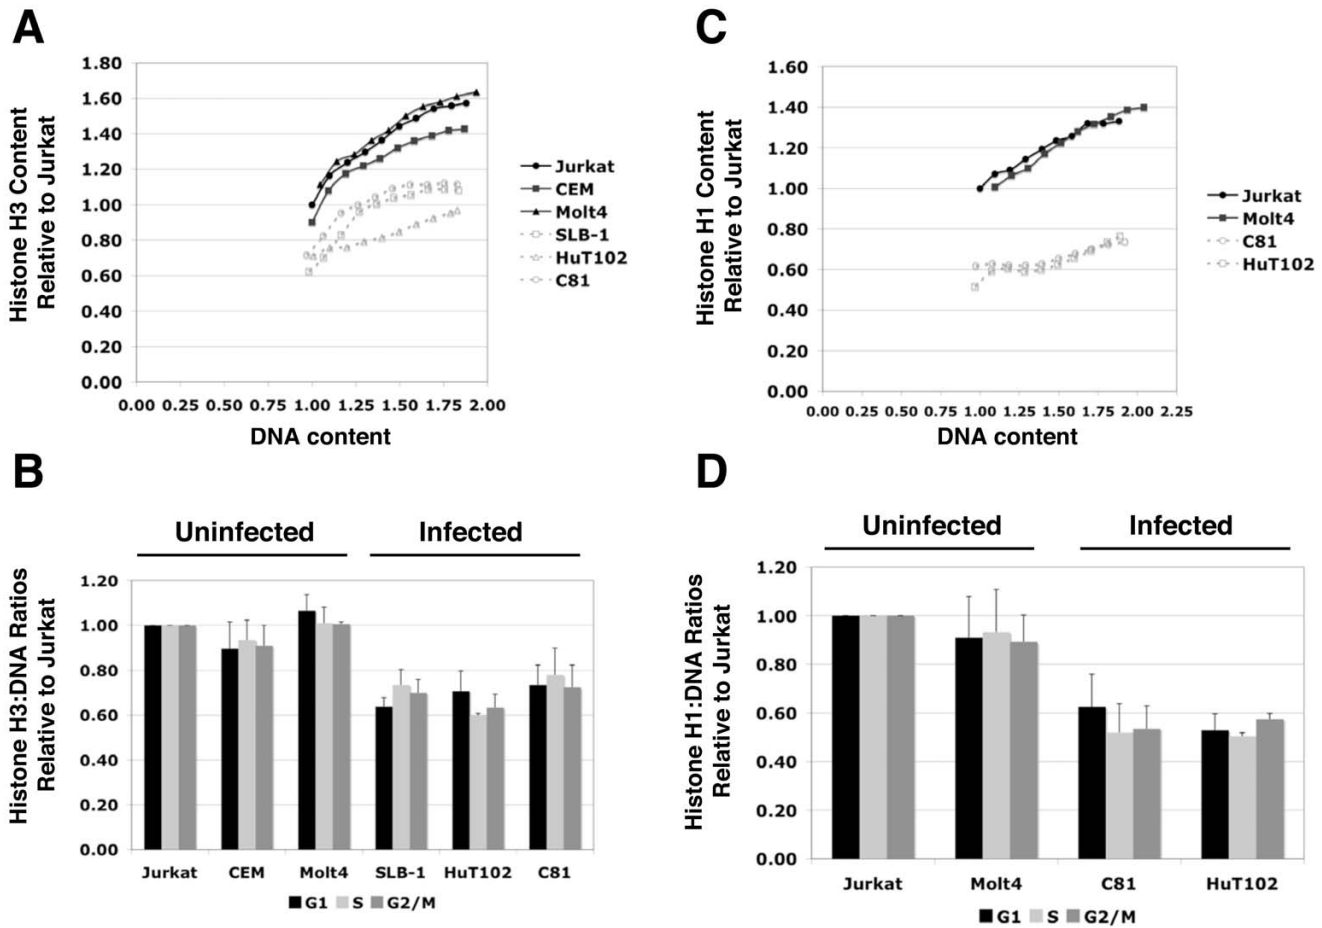 A
Histone H3 Content
Relative to Jurkat
1.80
1.60
1.40
1.20
1.00
0.80
0.60
0.40
0.20
0.00
0.00 0.25 0.50 0.75 1.00 1.25 1.50 1.75 2.00
DNA content
Jurkat
CEM
Molt4
SLB-1
HuT102
C81
C
Histone H1 Content
Relative to Jurkat
1.60
1.40
1.20
1.00
0.80
0.60
0.40
0.20
0.00
0.00 0.25 0.50 0.75 1.00 1.25 1.50 1.75 2.00 2.25
DNA content
Jurkat
Molt4
C81
HuT102
B
Uninfected Infected
Histone H3:DNA Ratios
Relative to Jurkat
1.20
1.00
0.80
0.60
0.40
0.20
0.00
Jurkat CEM Molt4 SLB-1 HuT102 C81
G1 S G2/M
D
Uninfected Infected
Histone H1:DNA Ratios
Relative to Jurkat
1.20
1.00
0.80
0.60
0.40
0.20
0.00
Jurkat Molt4 C81 HuT102
G1 S G2/M